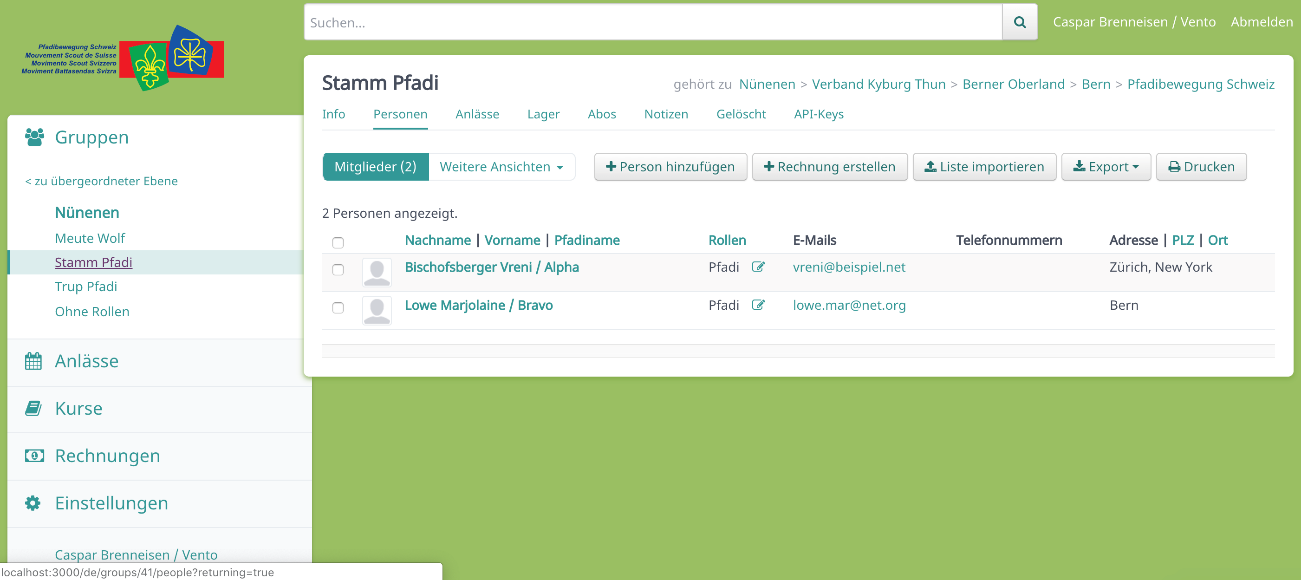 Suchen...
Caspar Brenneisen / Vento Abmelden
Pfadibewegung Schweiz
Mouvement Scout de Suisse
Movimento Scout Svizzero
Moviment Battasendas Svizra
Stamm Pfadi
gehört zu Nünenen > Verband Kyburg Thun > Berner Oberland > Bern > Pfadibewegung Schweiz
Info Personen Anlässe Lager Abos Notizen Gelöscht API-Keys
Mitglieder (2) Weitere Ansichten Person hinzufügen Rechnung erstellen Liste importieren Export Drucken
2 Personen angezeigt.
Nachname | Vorname | Pfadiname Rollen E-Mails Telefonnummern Adresse | PLZ | Ort
Bischofsberger Vreni / Alpha Pfadi vreni@beispiel.net Zürich, New York
Lowe Marjolaine / Bravo Pfadi lowe.mar@net.org Bern
Gruppen
< zu übergeordneter Ebene
Nünenen
Meute Wolf
Stamm Pfadi
Trup Pfadi
Ohne Rollen
Anlässe
Kurse
Rechnungen
Einstellungen
Caspar Brenneisen / Vento
localhost:3000/de/groups/41/people?returning=true